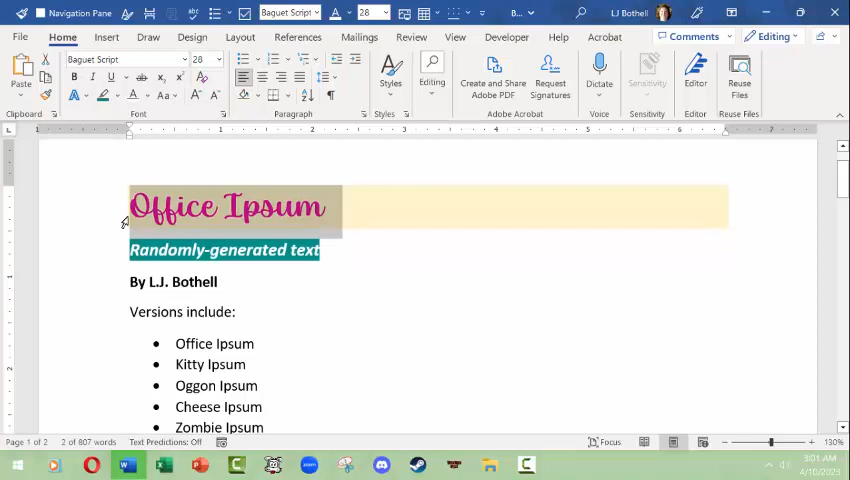 Navigation Pane
Baguet Script
28
B...
LJ Bothell
File
Home
Insert
Draw
Design
Layout
References
Mailings
Review
View
Developer
Help
Acrobat
Comments
Editing
Paste
Baguet Script
28
Editing
Styles
Create and Share
Adobe PDF
Request
Signatures
Dictate
Sensitivity
Editor
Reuse
Files
Clipboard
Font
Paragraph
Styles
Adobe Acrobat
Voice
Sensitivity
Editor
Reuse Files
Office Ipsum
Randomly-generated text
By L.J. Bothell
Versions include:
• Office Ipsum
• Kitty Ipsum
• Oggon Ipsum
• Cheese Ipsum
• Zombie Ipsum
Page 1 of 2
2 of 807 words
Text Predictions: Off
Focus
130%
3:01 AM
4/10/2023